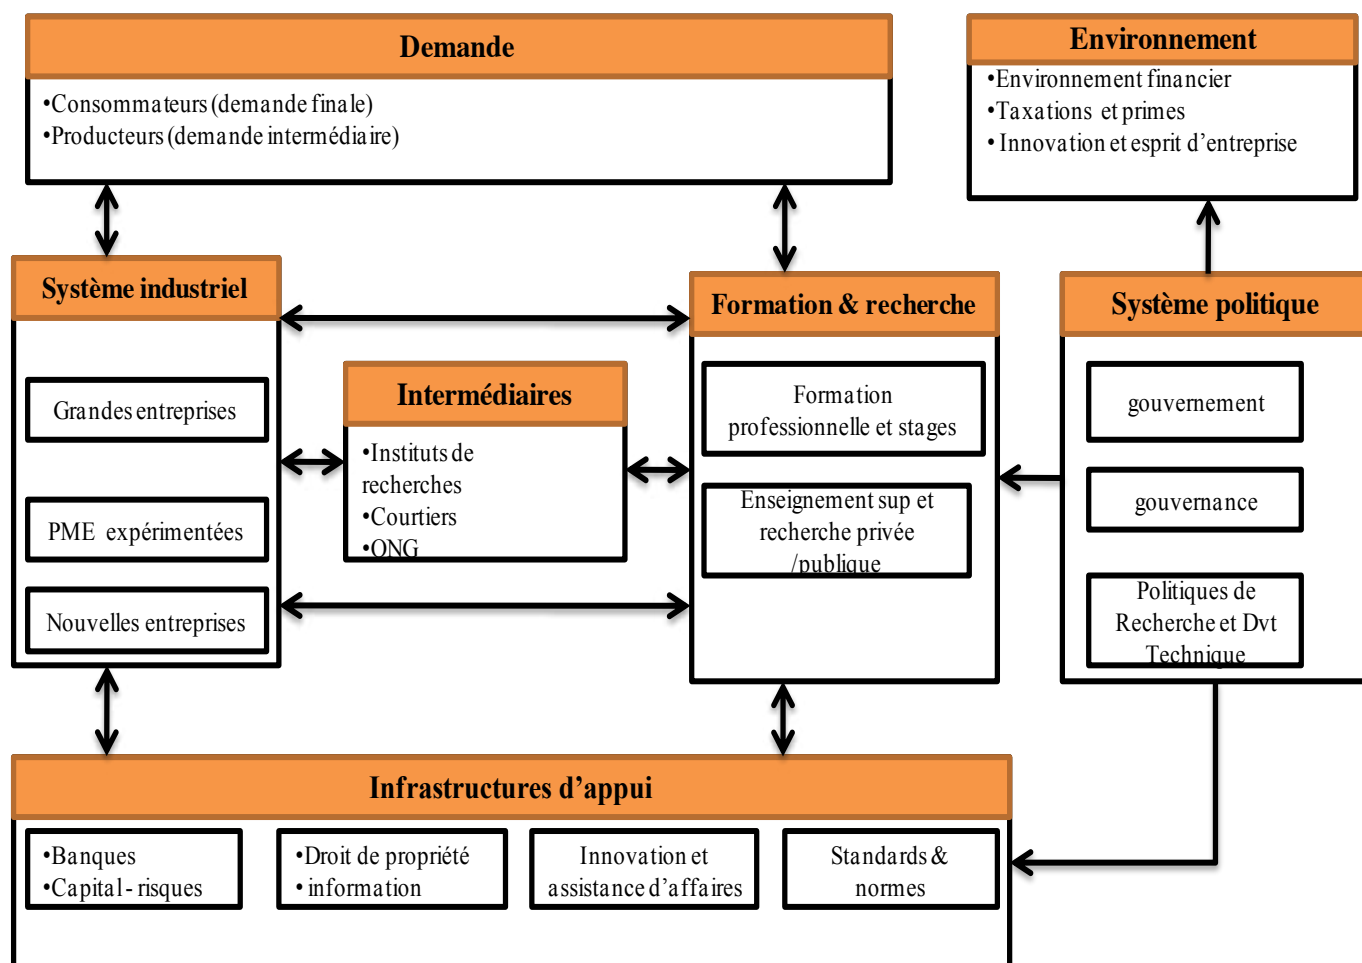 Demande
•Consommateurs (demande finale)
•Producteurs (demande intermédiaire)
Environnement
•Environnement financier
•Taxations et primes
• Innovation et esprit d’entreprise
Système industriel
Grandes entreprises
PME expérimentées
Nouvelles entreprises
Intermédiaires
•Instituts de
recherches
•Courtiers
•ONG
Formation & recherche
Formation
professionnelle et stages
Enseignement sup et
recherche privée
/publique
Système politique
gouvernement
gouvernance
Politiques de
Recherche et Dvt
Technique
Infrastructures d’appui
•Banques
•Capital - risques
•Droit de propriété
• information
Innovation et
assistance d’affaires
Standards &
normes